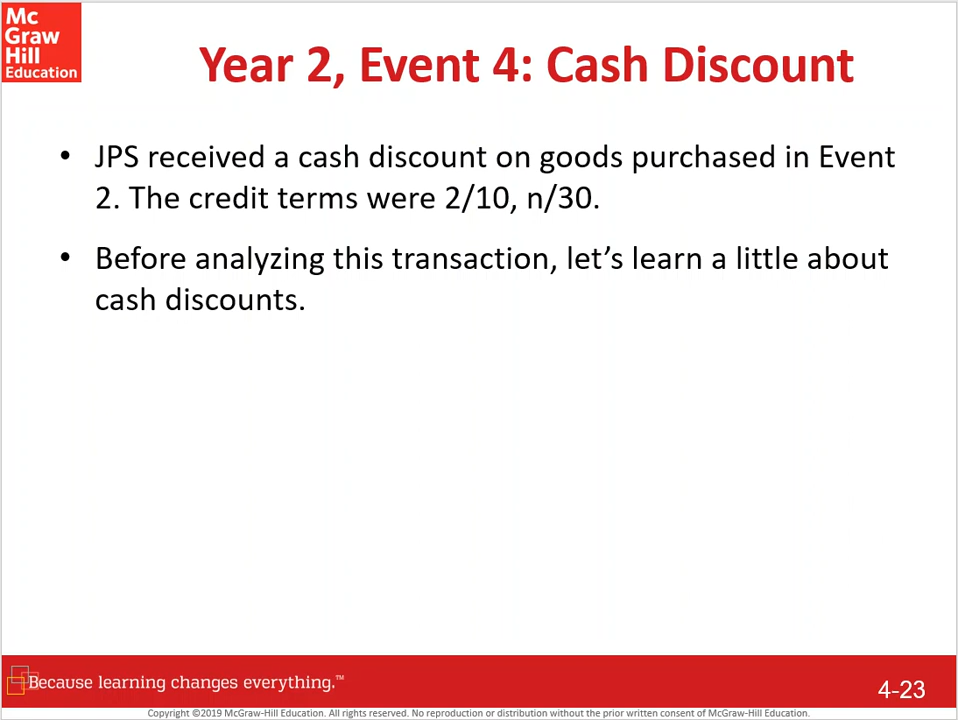 Mc
Graw
Hill
Education
Year 2, Event 4: Cash Discount
• JPS received a cash discount on goods purchased in Event
2. The credit terms were 2/10, n/30.
• Before analyzing this transaction, let’s learn a little about
cash discounts.
Because learning changes everything.™
4-23
Copyright ©2019 McGraw-Hill Education. All rights reserved. No reproduction or distribution without the prior written consent of McGraw-Hill Education.